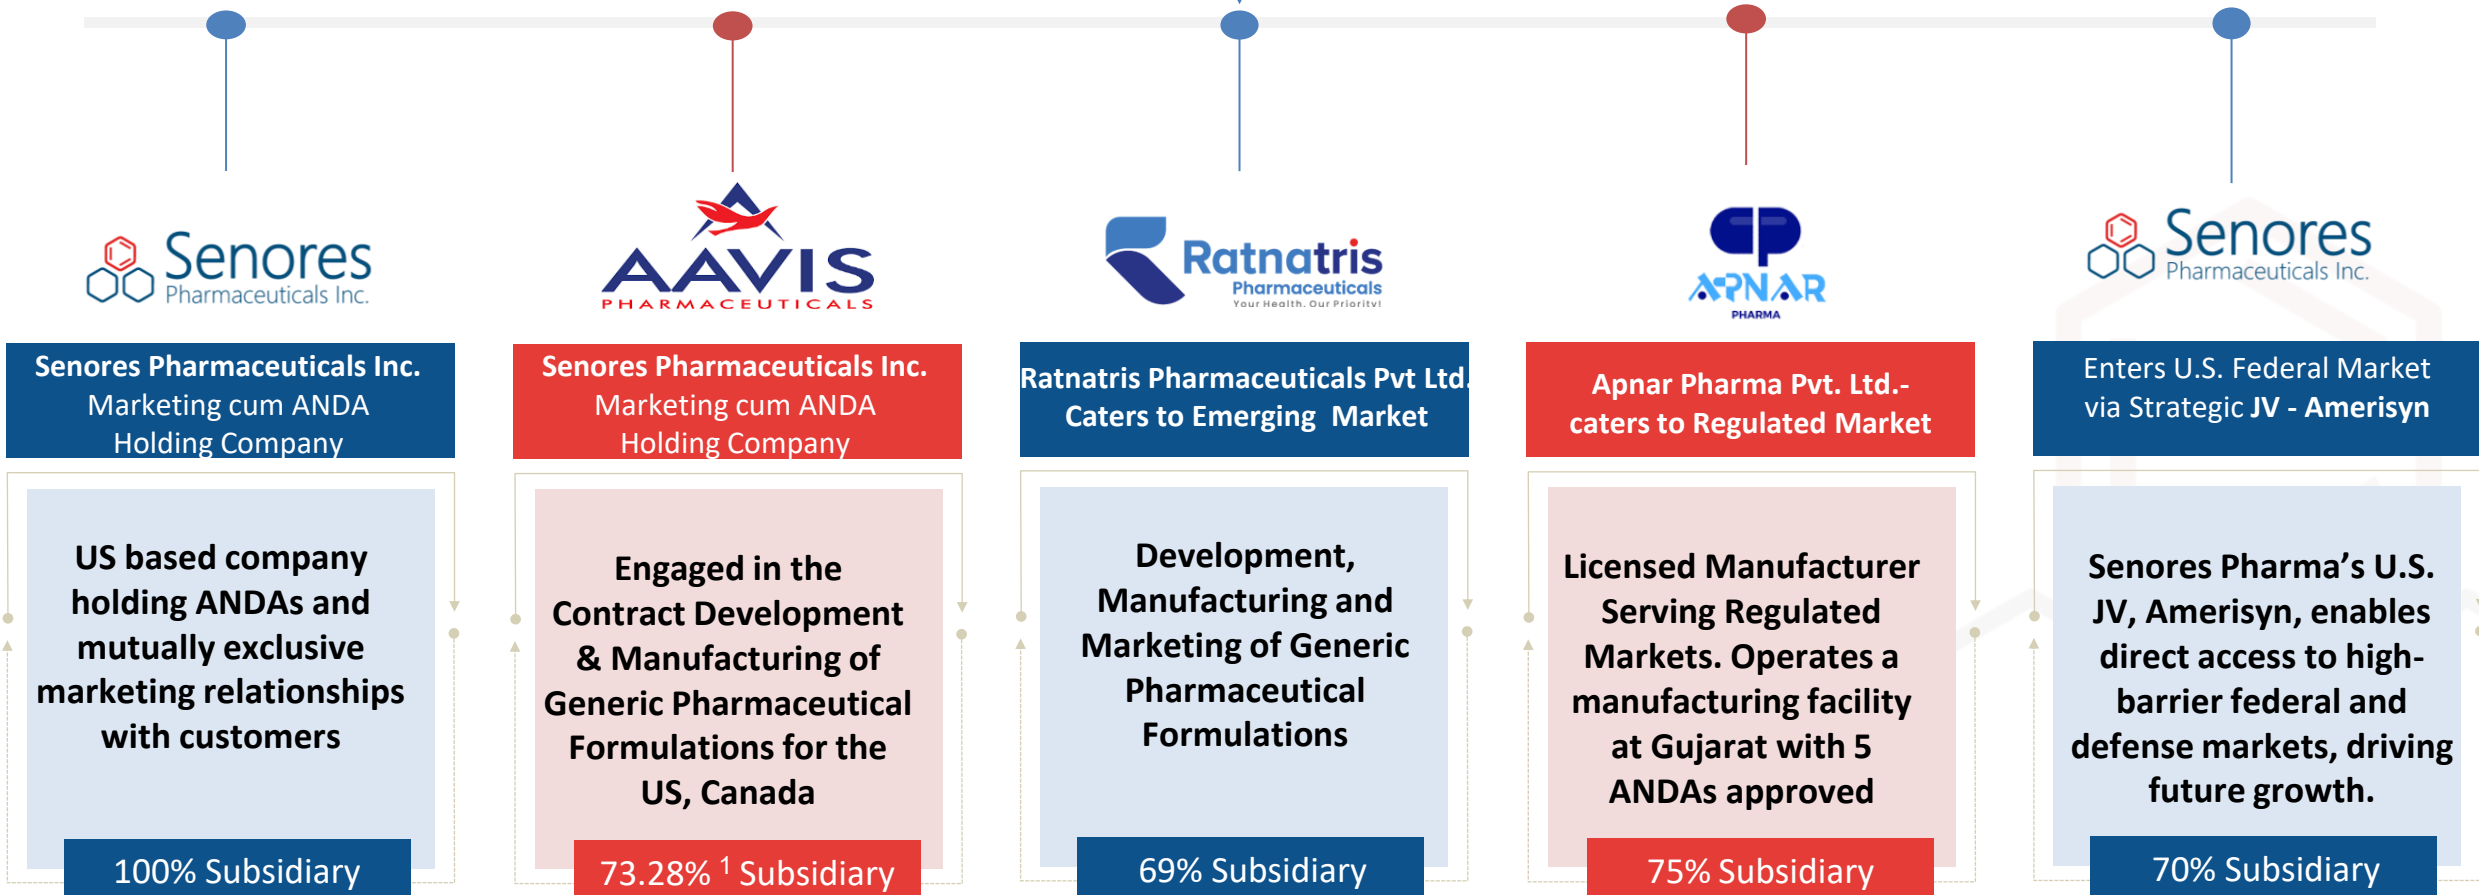 Senores
Pharmaceuticals Inc.
Senores Pharmaceuticals Inc.
Marketing cum ANDA
Holding Company
US based company
holding ANDAs and
mutually exclusive
marketing relationships
with customers
100% Subsidiary
AAVIS
PHARMACEUTICALS
Senores Pharmaceuticals Inc.
Marketing cum ANDA
Holding Company
Engaged in the
Contract Development
& Manufacturing of
Generic Pharmaceutical
Formulations for the
US, Canada
73.28% ¹ Subsidiary
Ratnatris
Pharmaceuticals
Your Health. Our Priority!
Ratnatris Pharmaceuticals Pvt Ltd.
Caters to Emerging Market
Development,
Manufacturing and
Marketing of Generic
Pharmaceutical
Formulations
69% Subsidiary
APNAR
PHARMA
Apnar Pharma Pvt. Ltd.-
caters to Regulated Market
Licensed Manufacturer
Serving Regulated
Markets. Operates a
manufacturing facility
at Gujarat with 5
ANDAs approved
75% Subsidiary
Senores
Pharmaceuticals Inc.
Enters U.S. Federal Market
via Strategic JV - Amerisyn
Senores Pharma’s U.S.
JV, Amerisyn, enables
direct access to high-
barrier federal and
defense markets, driving
future growth.
70% Subsidiary